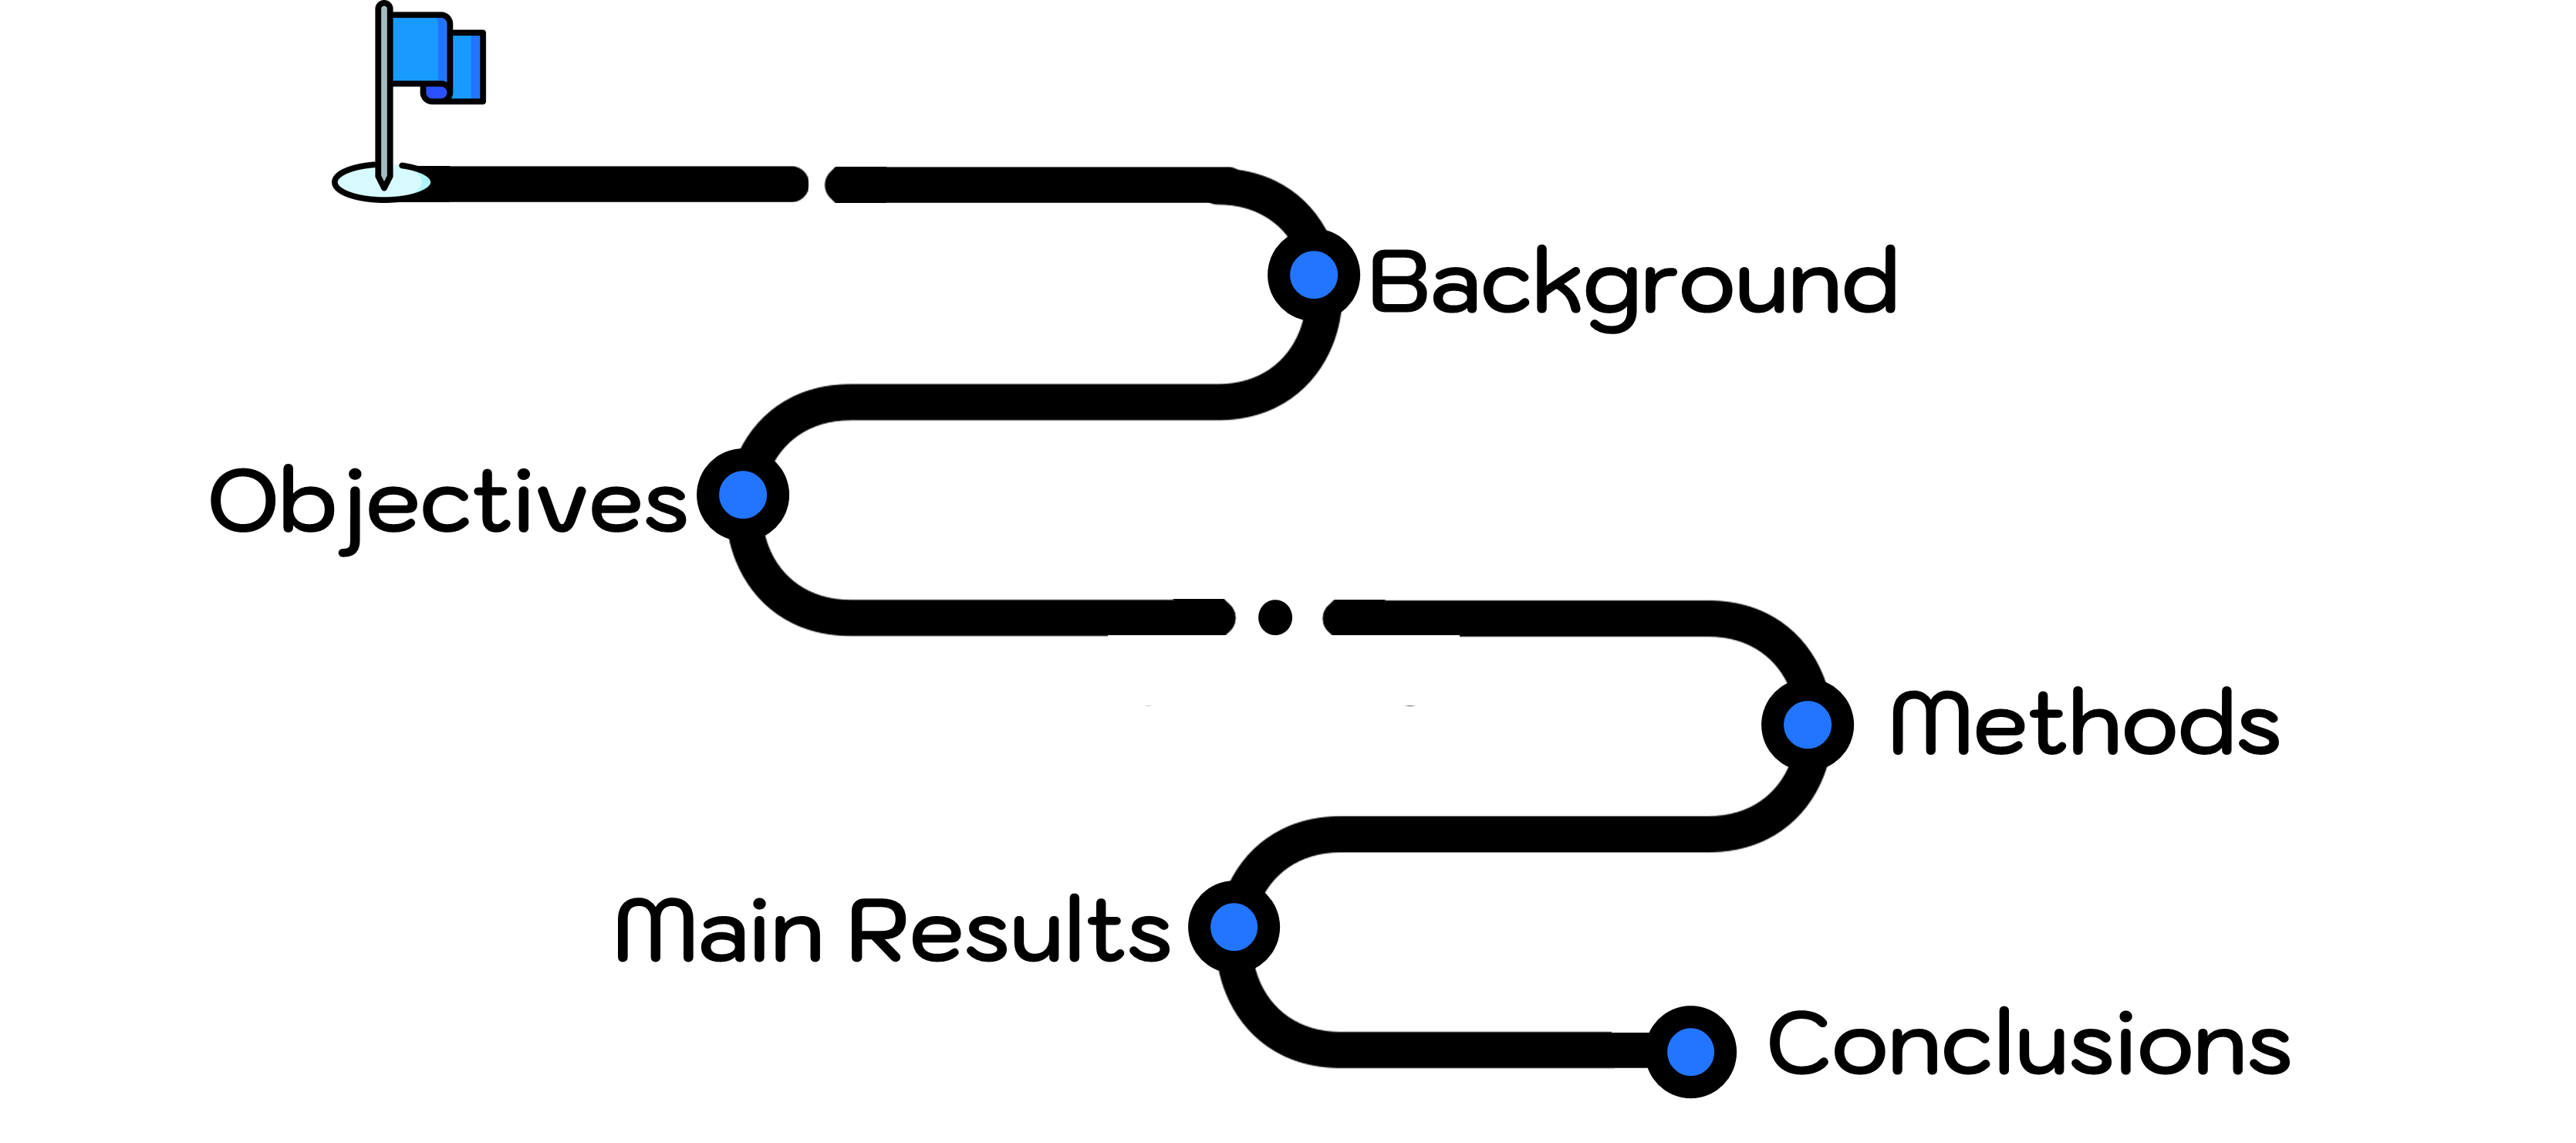 Background
Objectives
Methods
Main Results
Conclusions